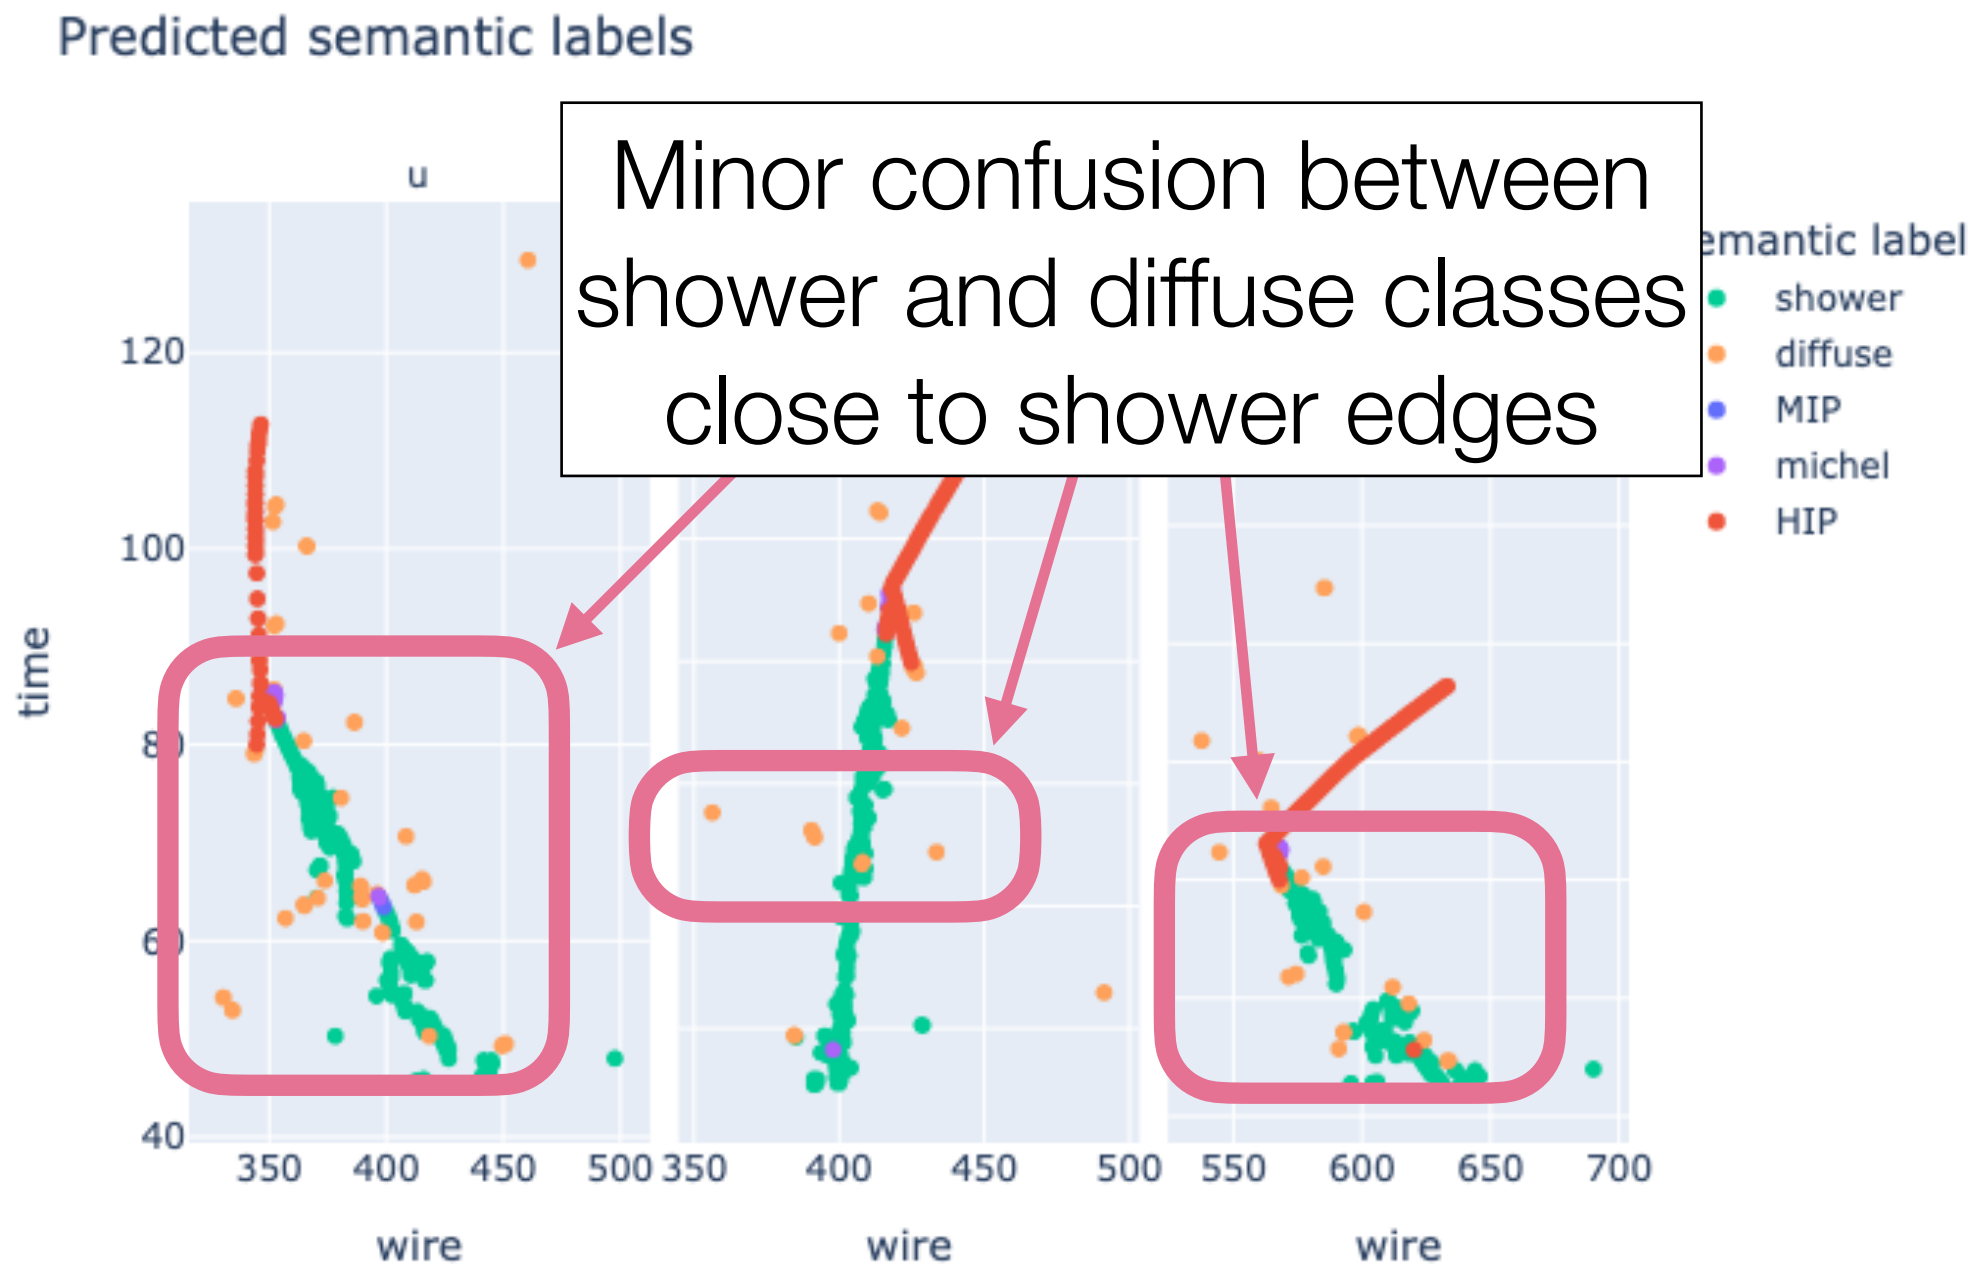 Predicted semantic labels
u
Minor confusion between
shower and diffuse classes
close to shower edges
emantic label
shower
diffuse
MIP
michel
HIP
time
120
100
80
60
40
350 400 450 500 350 400 450 500 550 600 650 700
wire wire wire